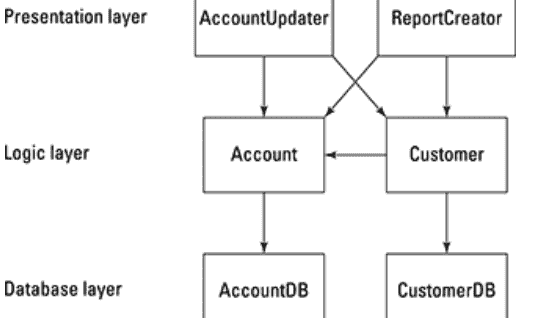 Presentation layer AccountUpdater ReportCreator
Logic layer Account Customer
Database layer AccountDB CustomerDB